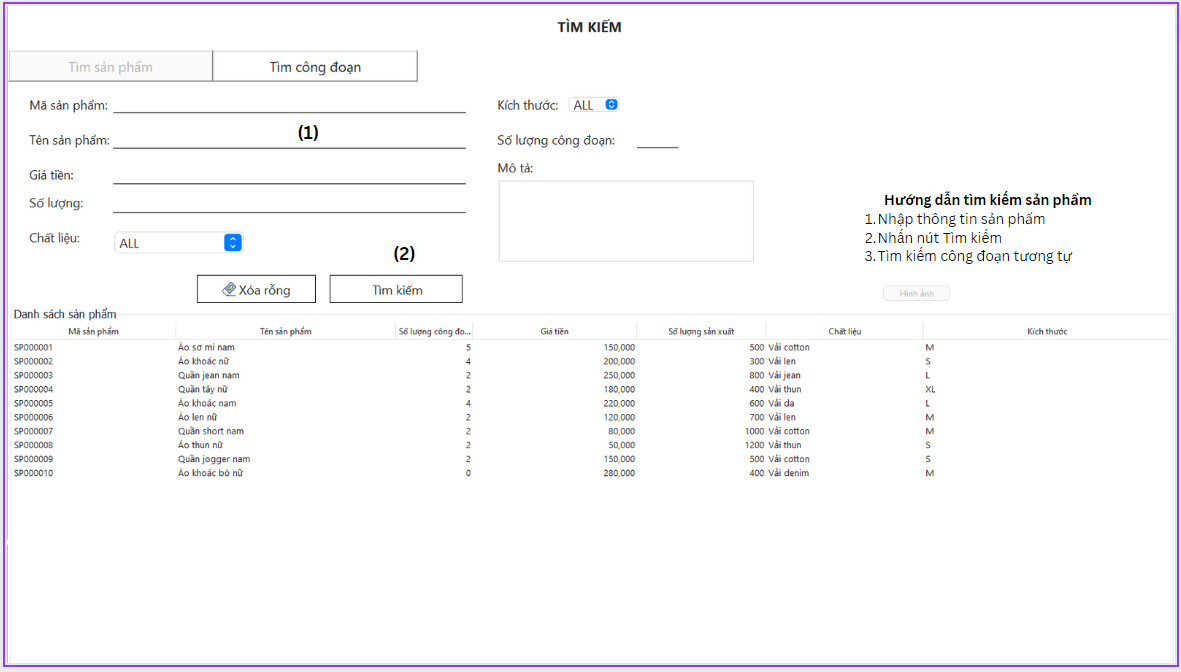 TÌM KIẾM
Tìm sản phẩm Tìm công đoạn
Mã sản phẩm: Kích thước: ALL
(1)
Tên sản phẩm: Số lượng công đoạn:
Giá tiền: Mô tả:
Số lượng:
Chất liệu: ALL
(2)
Xóa rỗng Tìm kiếm
Hướng dẫn tìm kiếm sản phẩm
1.Nhập thông tin sản phẩm
2.Nhấn nút Tìm kiếm
3.Tìm kiếm công đoạn tương tự
Hình ảnh
Danh sách sản phẩm
Mã sản phẩm Tên sản phẩm Số lượng công đo... Giá tiền Số lượng sản xuất Chất liệu Kích thước
SP000001 Áo sơ mi nam 5 150,000 500 Vải cotton M
SP000002 Áo khoác nữ 4 200,000 300 Vải len S
SP000003 Quần jean nam 2 250,000 800 Vải jean L
SP000004 Quần tây nữ 2 180,000 400 Vải thun XL
SP000005 Áo khoác nam 4 220,000 600 Vải da L
SP000006 Áo len nữ 2 120,000 700 Vải len M
SP000007 Quần short nam 2 80,000 1000 Vải cotton M
SP000008 Áo thun nữ 2 50,000 1200 Vải thun S
SP000009 Quần jogger nam 2 150,000 500 Vải cotton S
SP000010 Áo khoác bò nữ 0 280,000 400 Vải denim M